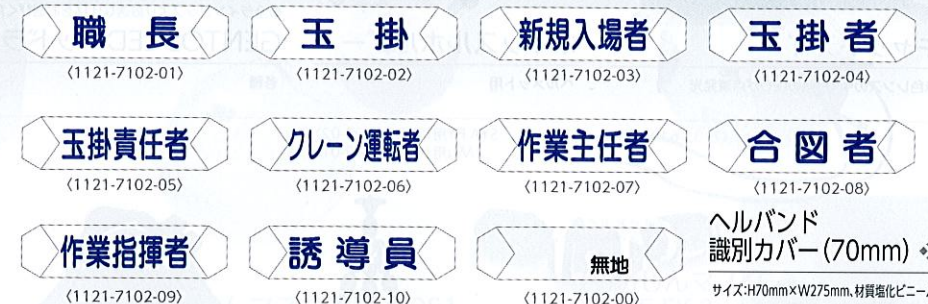 職長
玉掛
新規入場者
玉掛者
〈1121-7102-01〉
〈1121-7102-02〉
〈1121-7102-03〉
〈1121-7102-04〉
玉掛責任者
クレーン運転者
作業主任者
合図者
〈1121-7102-05〉
〈1121-7102-06〉
〈1121-7102-07〉
〈1121-7102-08〉
作業指揮者
誘導員
無地
〈1121-7102-09〉
〈1121-7102-10〉
〈1121-7102-00〉
ヘルバンド
識別カバー(70mm)
サイズ:H70mm×W275mm、材質塩化ビニール